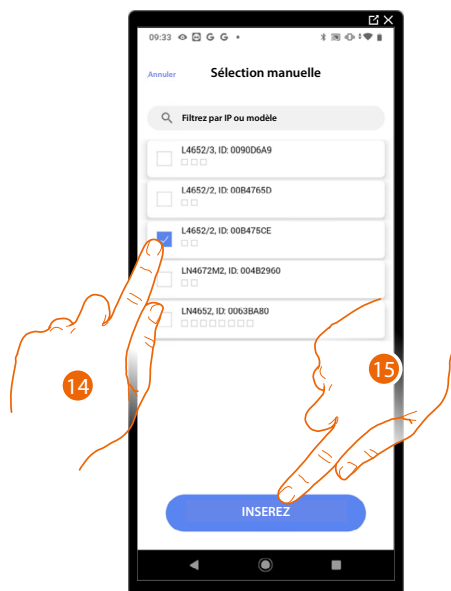 09:33 G G
Annuler Sélection manuelle
Filtrez par IP ou modèle
L4652/3, ID: 0090D6A9
L4652/2, ID: 00B4765D
L4652/2, ID: 00B475CE
LN4672M2, ID: 004B2960
LN4652, ID: 0063BA80
14
15
INSEREZ